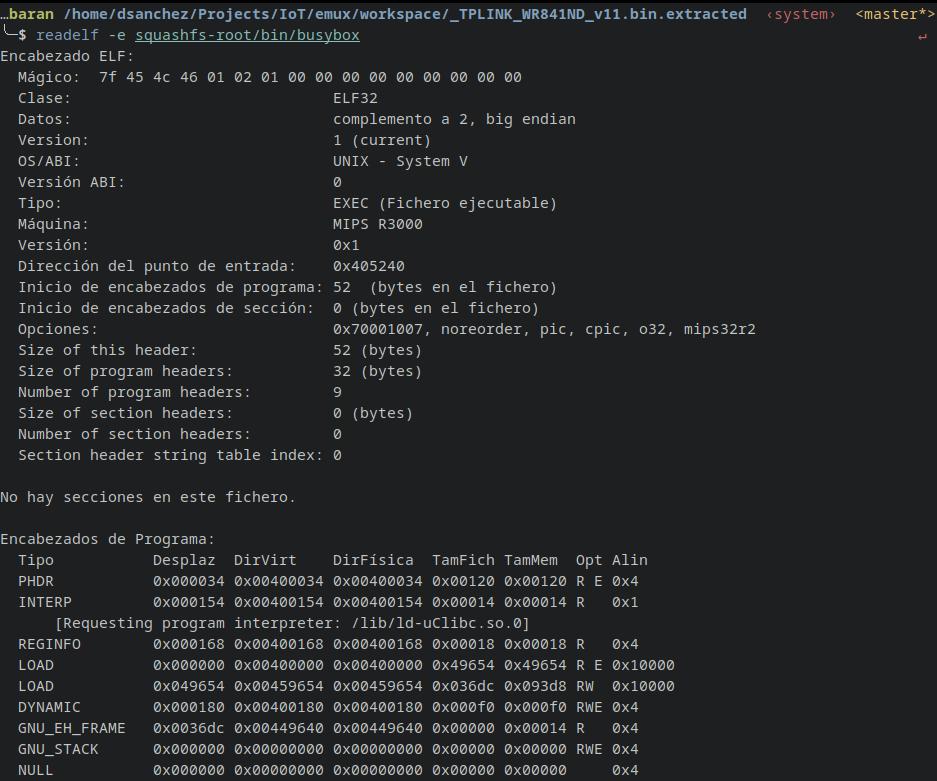 …baran /home/dsanchez/Projects/IoT/emux/workspace/_TPLINK_WR841ND_v11.bin.extracted ‹system› <master*>
╰─$ readelf -e squashfs-root/bin/busybox ↵
Encabezado ELF:
  Mágico:  7f 45 4c 46 01 02 01 00 00 00 00 00 00 00 00 00
  Clase:                             ELF32
  Datos:                             complemento a 2, big endian
  Version:                           1 (current)
  OS/ABI:                            UNIX - System V
  Versión ABI:                       0
  Tipo:                              EXEC (Fichero ejecutable)
  Máquina:                           MIPS R3000
  Versión:                           0x1
  Dirección del punto de entrada:    0x405240
  Inicio de encabezados de programa: 52  (bytes en el fichero)
  Inicio de encabezados de sección:  0 (bytes en el fichero)
  Opciones:                          0x70001007, noreorder, pic, cpic, o32, mips32r2
  Size of this header:               52 (bytes)
  Size of program headers:           32 (bytes)
  Number of program headers:         9
  Size of section headers:           0 (bytes)
  Number of section headers:         0
  Section header string table index: 0
No hay secciones en este fichero.
Encabezados de Programa:
  Tipo           Desplaz  DirVirt    DirFísica  TamFich TamMem  Opt Alin
  PHDR           0x000034 0x00400034 0x00400034 0x00120 0x00120 R E 0x4
  INTERP         0x000154 0x00400154 0x00400154 0x00014 0x00014 R   0x1
      [Requesting program interpreter: /lib/ld-uClibc.so.0]
  REGINFO        0x000168 0x00400168 0x00400168 0x00018 0x00018 R   0x4
  LOAD           0x000000 0x00400000 0x00400000 0x49654 0x49654 R E 0x10000
  LOAD           0x049654 0x00459654 0x00459654 0x036dc 0x093d8 RW  0x10000
  DYNAMIC        0x000180 0x00400180 0x00400180 0x000f0 0x000f0 RWE 0x4
  GNU_EH_FRAME   0x0036dc 0x00449640 0x00449640 0x00000 0x00014 R   0x4
  GNU_STACK      0x000000 0x00000000 0x00000000 0x00000 0x00000 RWE 0x4
  NULL           0x000000 0x00000000 0x00000000 0x00000 0x00000     0x4